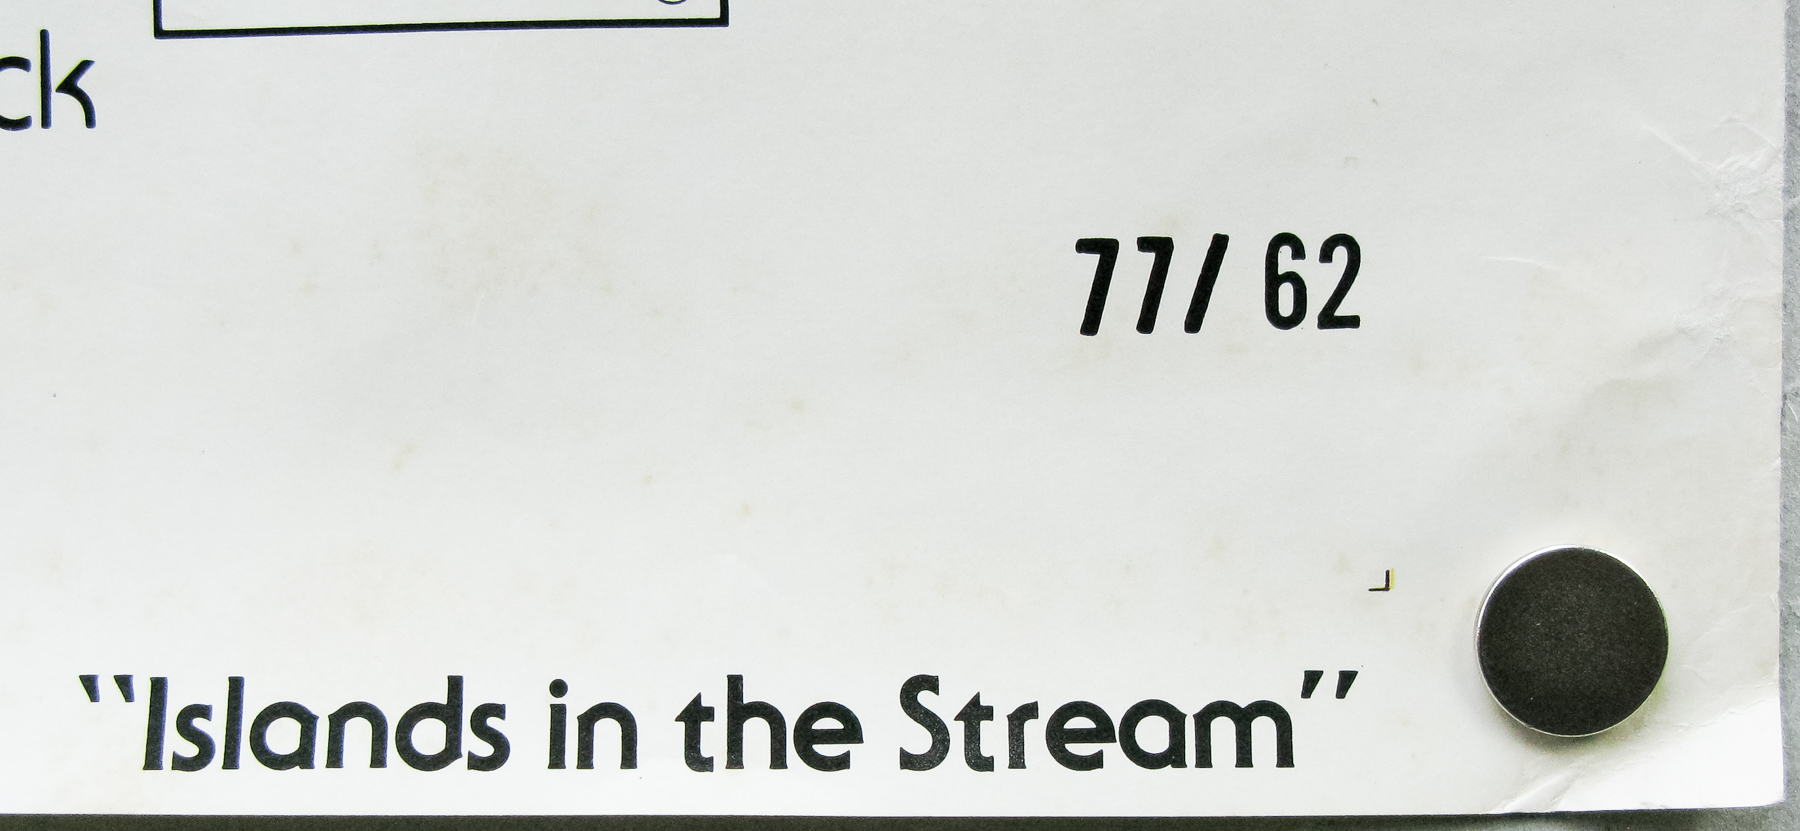 ck
77/ 62
"Islands in the Stream"